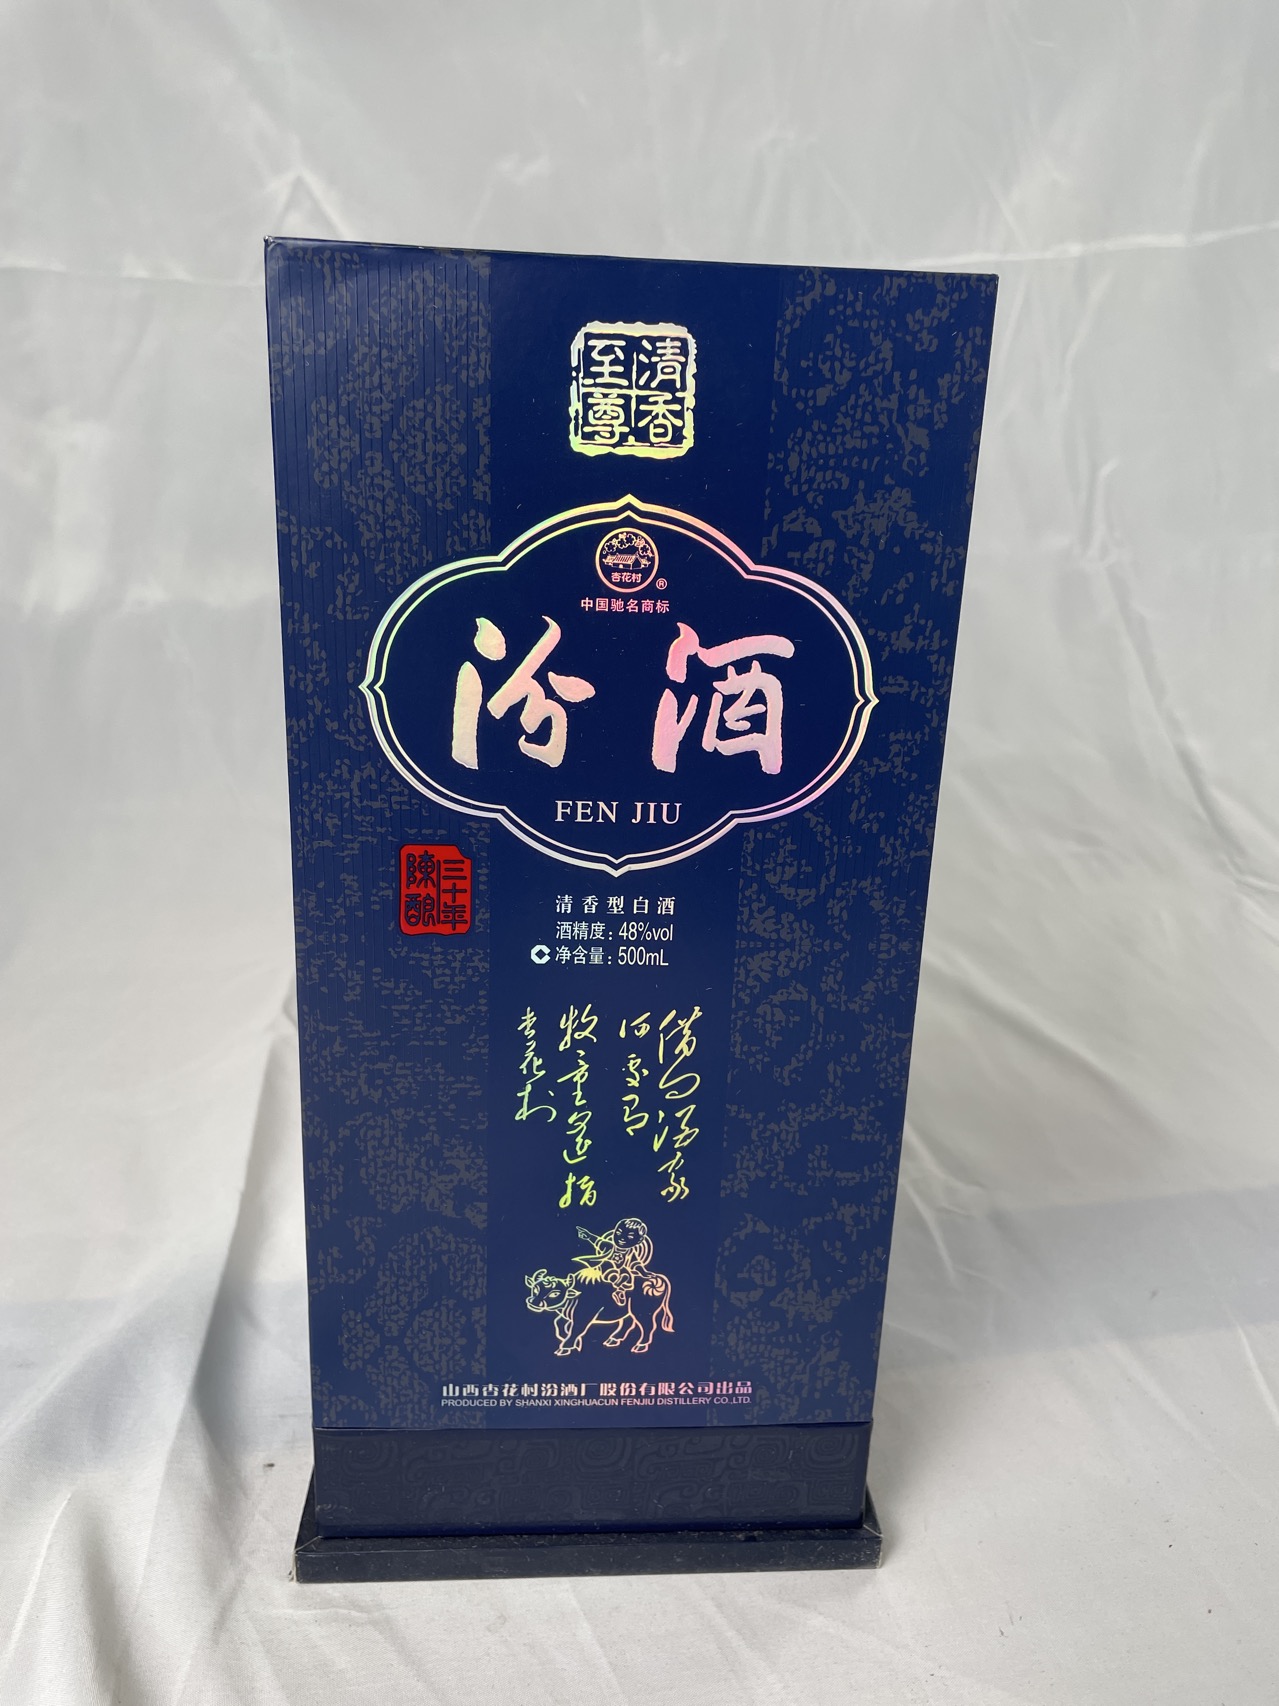 清香
至尊
杏花村
®
中国驰名商标
汾酒
FEN JIU
三十年
陳酿
清香型白酒
酒精度：48%vol
净含量：500mL
借问酒家
何处有
牧童遥指
杏花村
山西杏花村汾酒厂股份有限公司出品
PRODUCED BY SHANXI XINGHUACUN FENJIU DISTILLERY CO.,LTD.